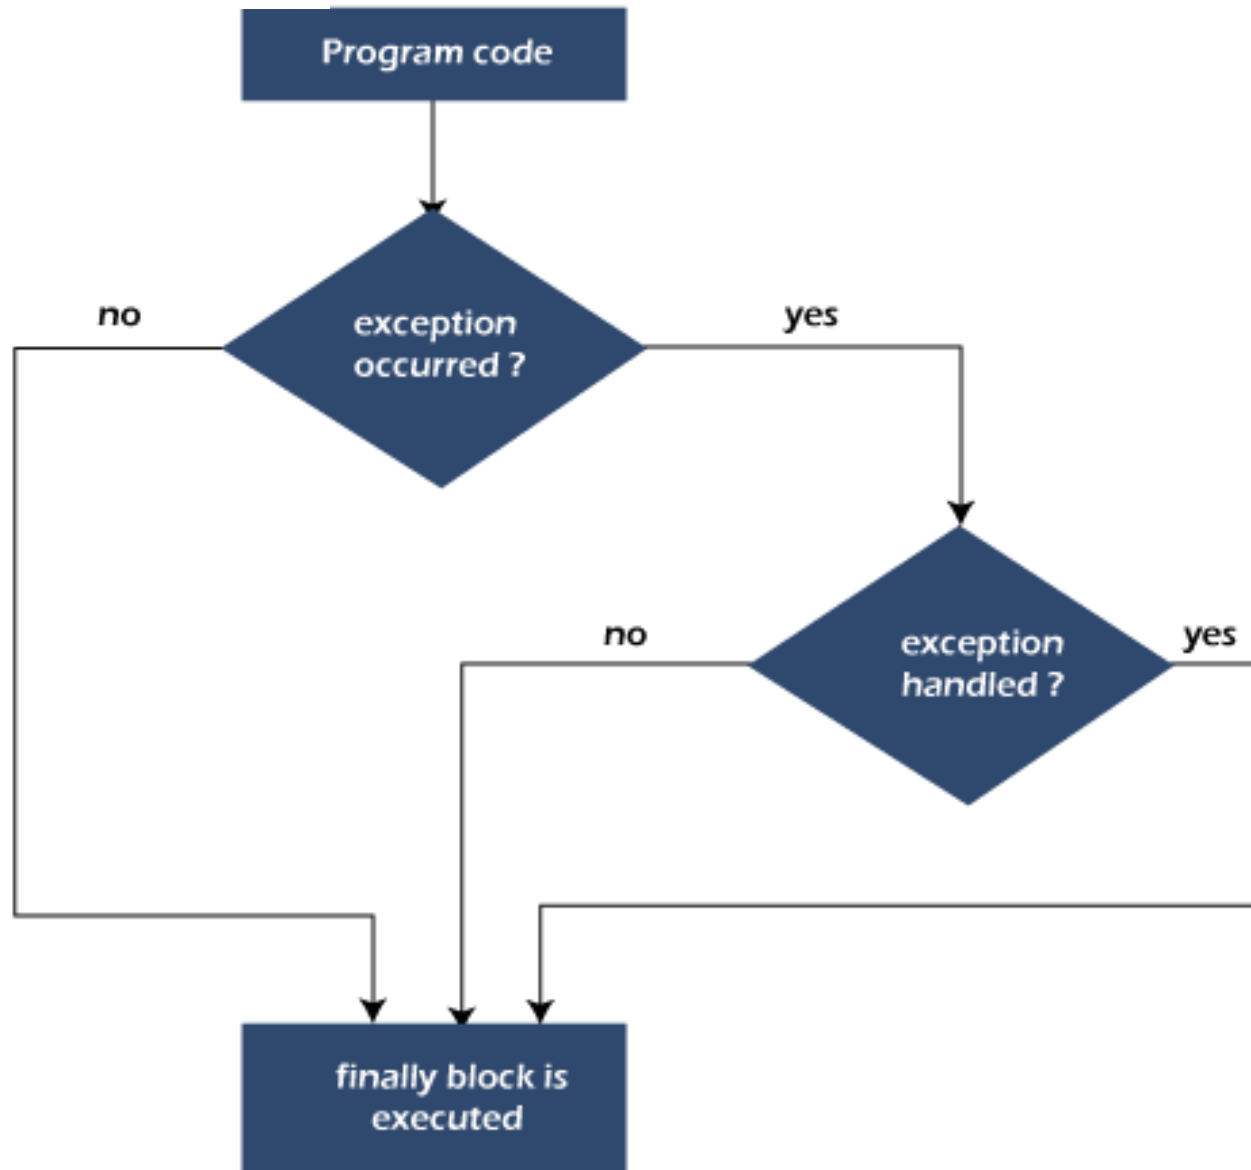 Program code
no
yes
exception
occurred ?
no
yes
exception
handled ?
finally block is
executed